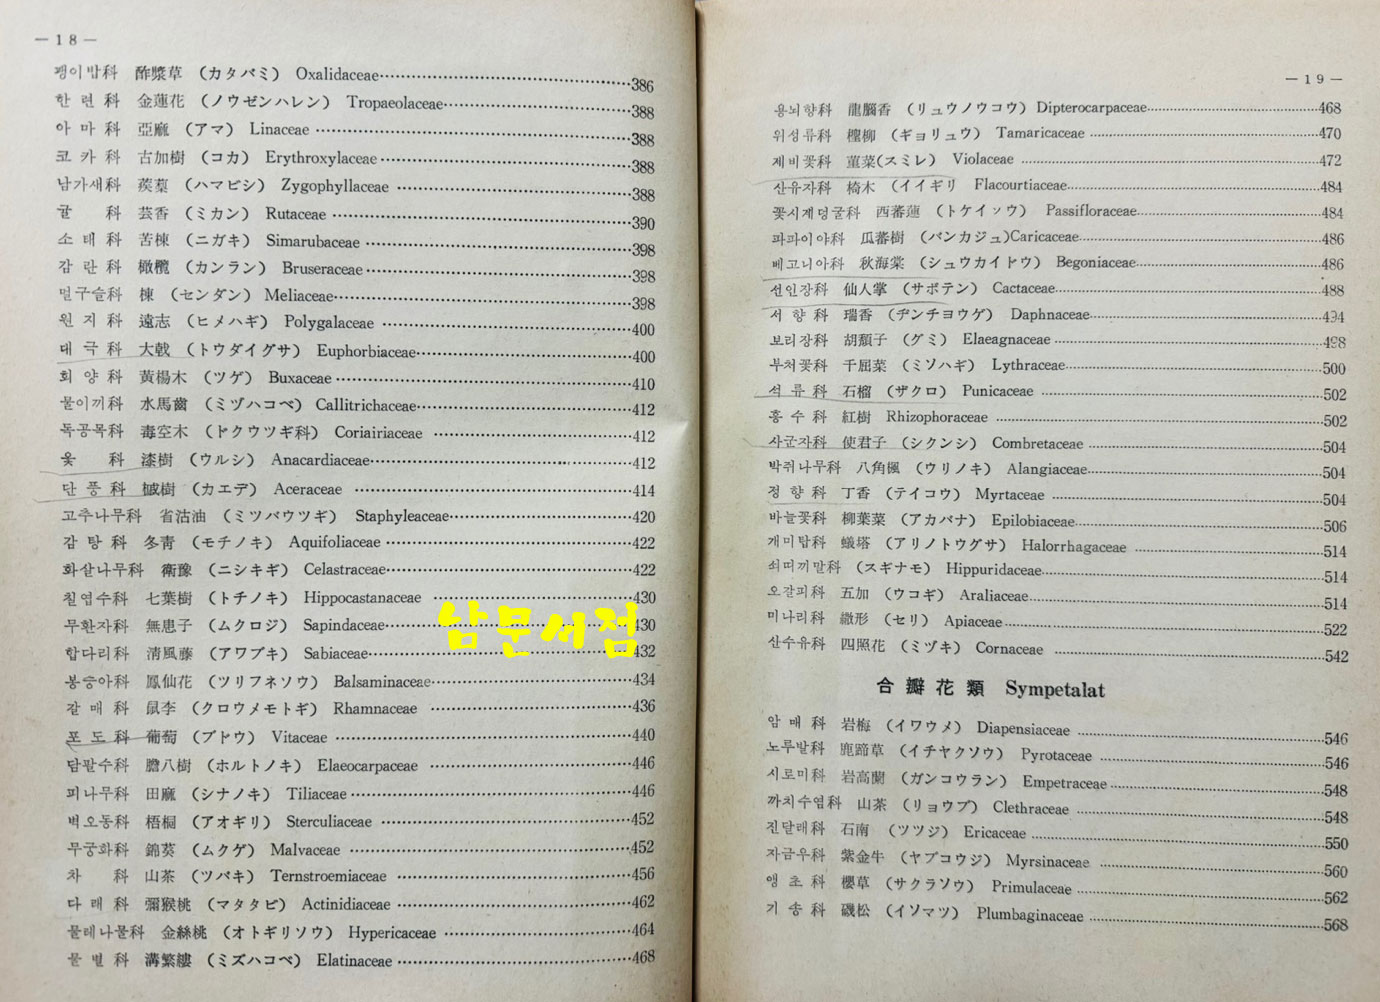 — 18 —
괭이밥科 酢漿草 （カタバミ） Oxalidaceae 386
한련科 金蓮花 （ノウゼンハレン） Tropaeolaceae 388
아마科 亞麻 （アマ） Linaceae 388
코카科 古加樹 （コカ） Erythroxylaceae 388
남가새科 蒺藜 （ハマビシ） Zygophyllaceae 388
귤科 芸香 （ミカン） Rutaceae 390
소태科 苦楝 （ニガキ） Simarubaceae 398
감란科 橄欖 （カンラン） Bruseraceae 398
멀구슬科 楝 （センダン） Meliaceae 398
원지科 遠志 （ヒメハギ） Polygalaceae 400
대극科 大戟 （トウダイグサ） Euphorbiaceae 400
회양科 黃楊木 （ツゲ） Buxaceae 410
물이끼科 水馬齒 （ミヅハコベ） Callitrichaceae 412
독공목科 毒空木 （ドクウツギ科） Coriairiaceae 412
옻科 漆樹 （ウルシ） Anacardiaceae 412
단풍科 槭樹 （カエデ） Aceraceae 414
고추나무科 省沽油 （ミツバウツギ） Staphyleaceae 420
감탕科 冬靑 （モチノキ） Aquifoliaceae 422
화살나무科 衛豫 （ニシキギ） Celastraceae 422
칠엽수科 七葉樹 （トチノキ） Hippocastanaceae 430
무환자科 無患子 （ムクロジ） Sapindaceae 430
합다리科 淸風藤 （アワブキ） Sabiaceae 432
봉숭아科 鳳仙花 （ツリフネソウ） Balsaminaceae 434
갈매科 鼠李 （クロウメモトギ） Rhamnaceae 436
포도科 葡萄 （ブドウ） Vitaceae 440
담팔수科 膽八樹 （ホルトノキ） Elaeocarpaceae 446
피나무科 田麻 （シナノキ） Tiliaceae 446
벽오동科 梧桐 （アオギリ） Sterculiaceae 452
무궁화科 錦葵 （ムクゲ） Malvaceae 452
차科 山茶 （ツバキ） Ternstroemiaceae 456
다래科 獼猴桃 （マタタビ） Actinidiaceae 462
물레나물科 金絲桃 （オトギリソウ） Hypericaceae 464
물별科 溝繁縷 （ミズハコベ） Elatinaceae 468
남문서점
— 19 —
용뇌향科 龍腦香 （リュウノウコウ） Dipterocarpaceae 468
위성류科 檉柳 （ギョリュウ） Tamaricaceae 470
제비꽃科 菫菜（スミレ） Violaceae 472
산유자科 椅木 （イイギリ Flacourtiaceae 484
꽃시계덩굴科 西蕃蓮 （トケイッウ） Passifloraceae 484
파파이야科 瓜蕃樹 （バンカジュ）Caricaceae 486
베고니아科 秋海棠 （シュウカイドウ） Begoniaceae 486
선인장科 仙人掌 （サボテン） Cactaceae 488
서향科 瑞香 （ヂンチヨウゲ） Daphnaceae 494
보리장科 胡頹子 （グミ） Elaeagnaceae 498
부처꽃科 千屈菜 （ミソハギ） Lythraceae 500
석류科 石榴 （ザクロ） Punicaceae 502
홍수科 紅樹 Rhizophoraceae 502
사군자科 使君子 （シクンシ） Combretaceae 504
박쥐나무科 八角楓 （ウリノキ） Alangiaceae 504
정향科 丁香 （テイコウ） Myrtaceae 504
바늘꽃科 柳葉菜 （アカバナ） Epilobiaceae 506
개미탑科 蟻塔 （アリノトウグサ） Halorrhagaceae 514
쇠띠끼말科 （スギナモ） Hippuridaceae 514
오갈피科 五加 （ウコギ） Araliaceae 514
미나리科 繖形 （セリ） Apiaceae 522
산수유科 四照花 （ミヅキ） Cornaceae 542
合瓣花類 Sympetalat
암매科 岩梅 （イワウメ） Diapensiaceae 546
노루발科 鹿蹄草 （イチヤクソウ） Pyrotaceae 546
시로미科 岩高蘭 （ガンコウラン） Empetraceae 548
까치수염科 山茶 （リョウブ） Clethraceae 548
진달래科 石南 （ツツジ） Ericaceae 550
자금우科 紫金牛 （ヤブコウジ） Myrsinaceae 560
앵초科 櫻草 （サクラソウ） Primulaceae 562
기송科 磯松 （イソマツ） Plumbaginaceae 568